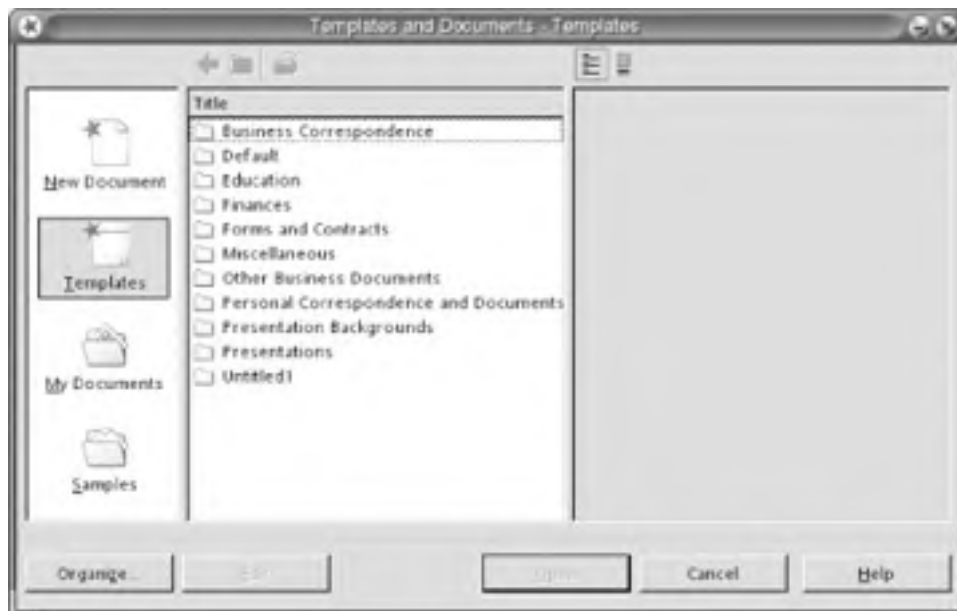 Templates and Documents - Templates
Title
New Document
Templates
My Documents
Samples
Business Correspondence
Default
Education
Finances
Forms and Contracts
Miscellaneous
Other Business Documents
Personal Correspondence and Documents
Presentation Backgrounds
Presentations
Untitled1
Organize...
Cancel
Help